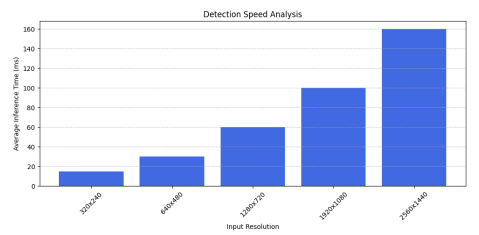 Detection Speed Analysis
Average Inference Time (ms)
160
140
120
100
80
60
40
20
0
320x240
640x480
1280x720
1920x1080
2560x1440
Input Resolution